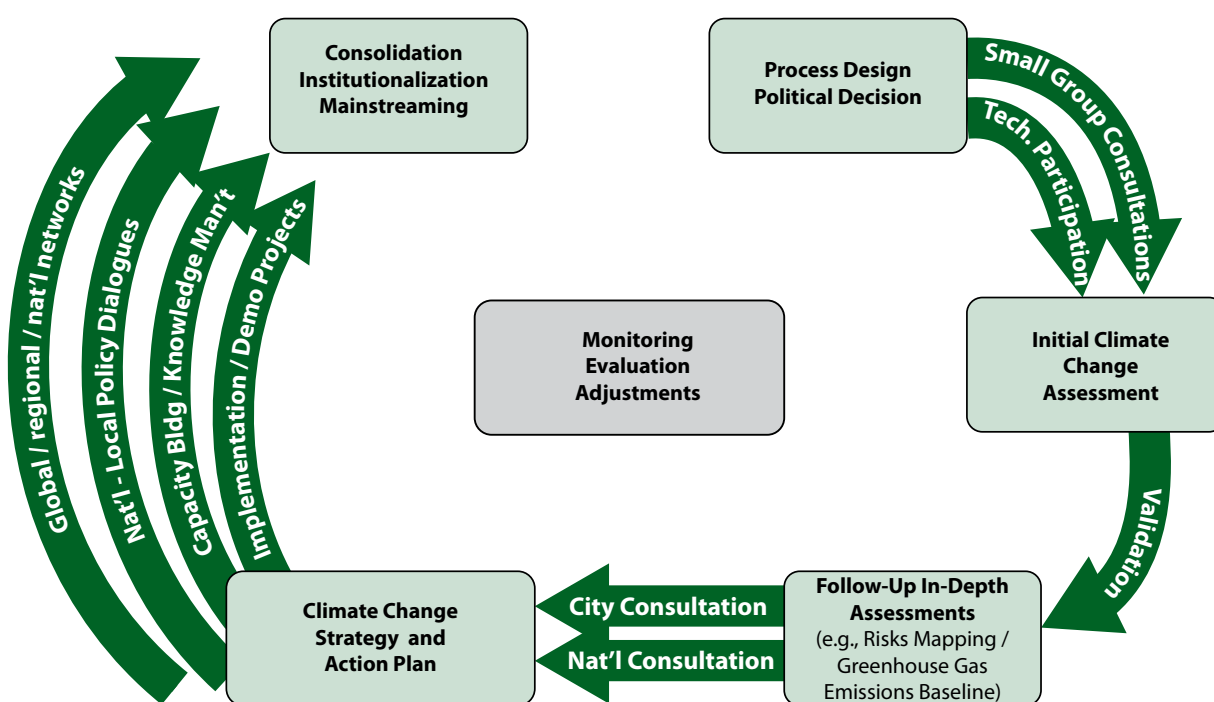 Consolidation
Institutionalization
Mainstreaming
Process Design
Political Decision
Small Group Consultations
Tech. Participation
Initial Climate
Change
Assessment
Validation
Follow-Up In-Depth
Assessments
(e.g., Risks Mapping /
Greenhouse Gas
Emissions Baseline)
City Consultation
Nat’l Consultation
Climate Change
Strategy and
Action Plan
Implementation / Demo Projects
Capacity Bldg / Knowledge Man’t
Nat’l - Local Policy Dialogues
Global / regional / nat’l networks
Monitoring
Evaluation
Adjustments